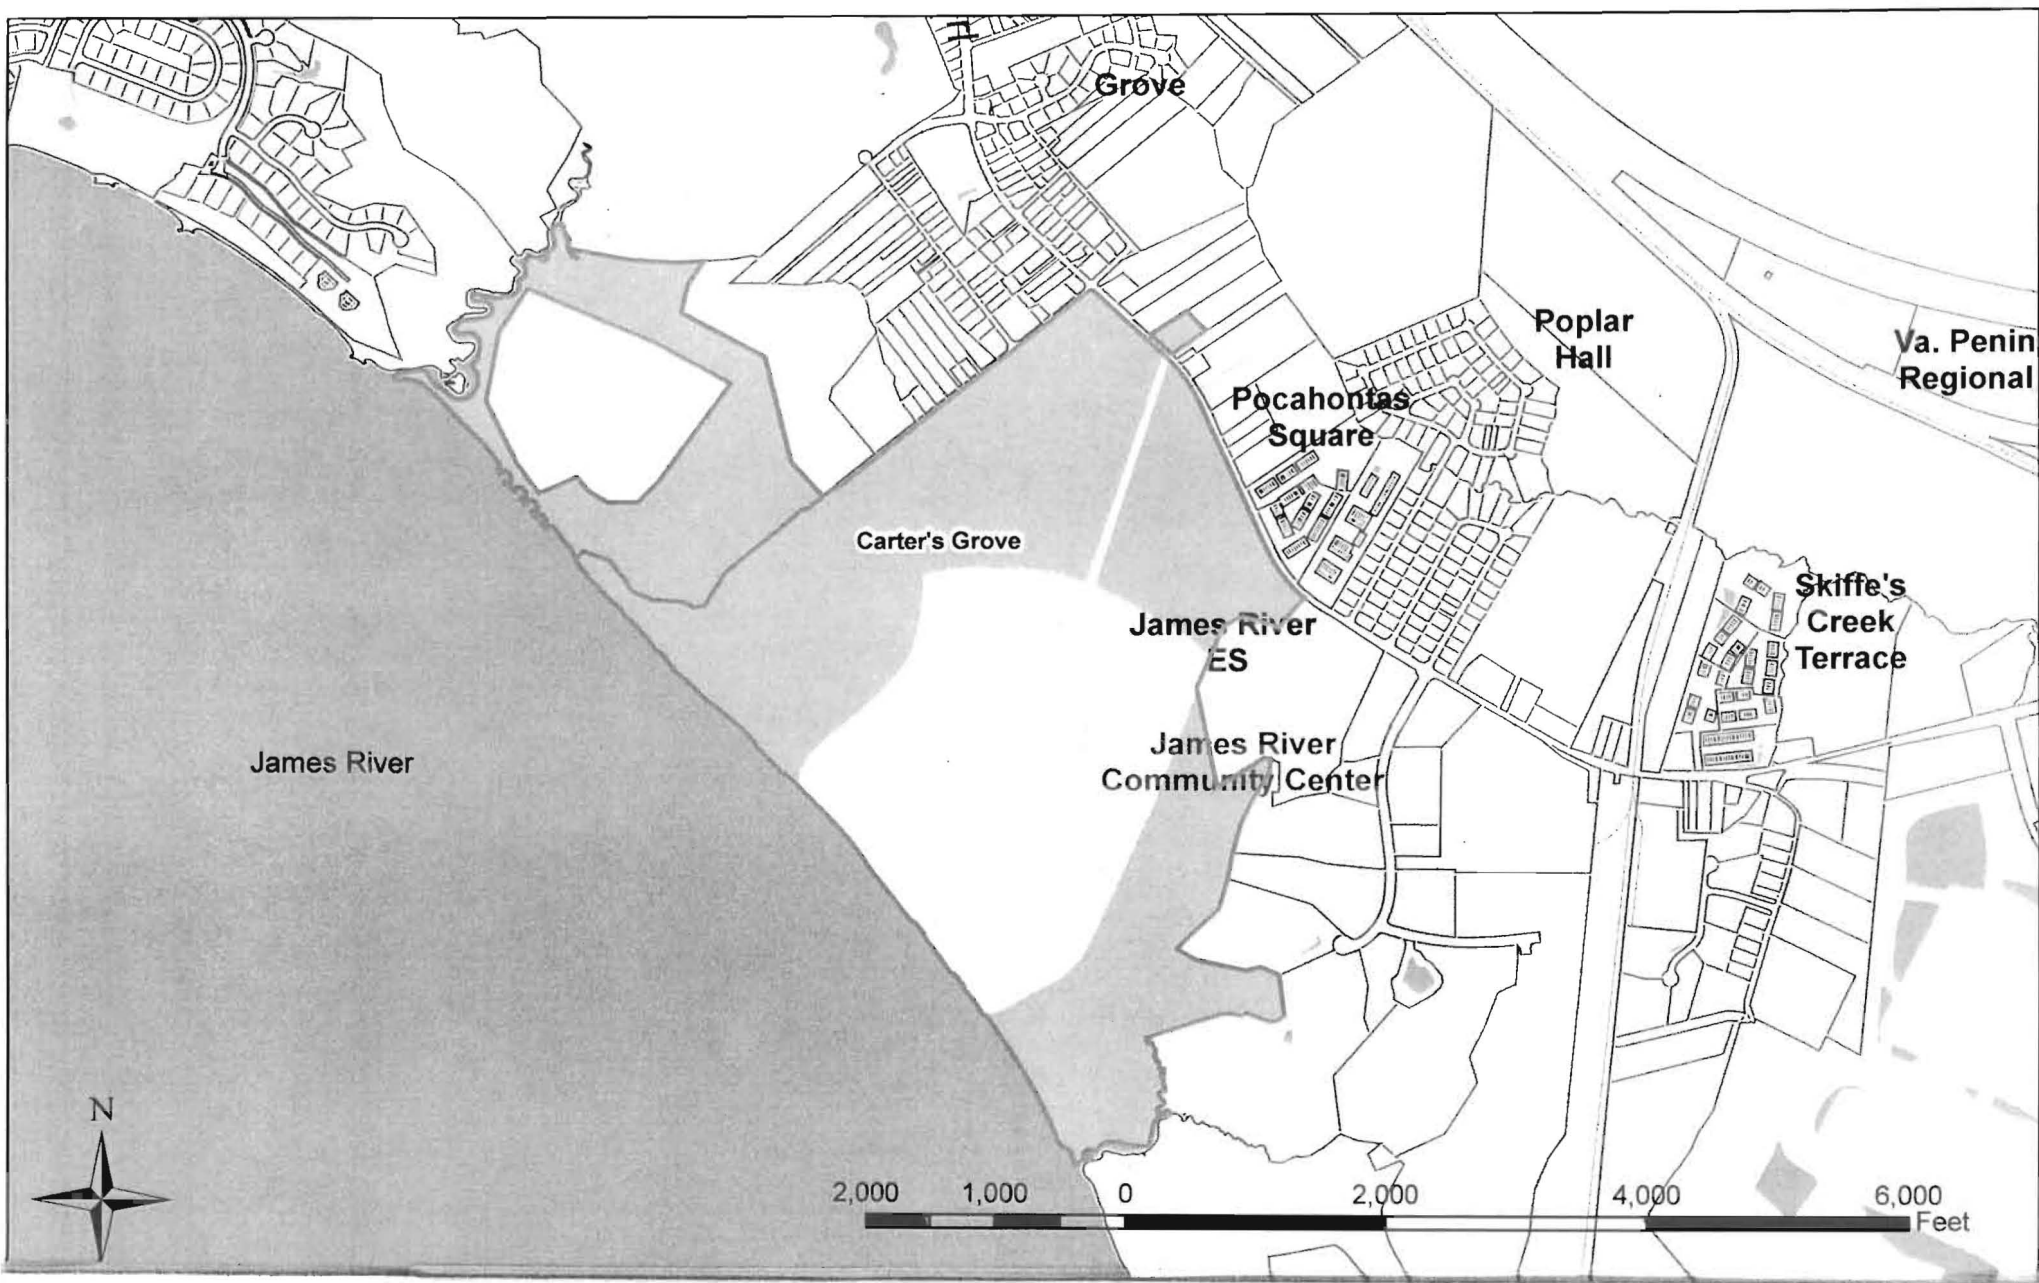 Grove
Poplar
Hall
Va. Penin
Regional
Pocahontas
Square
Carter's Grove
Skiffe's
Creek
Terrace
James River
ES
James River
Community Center
James River
N
2,000 1,000 0 2,000 4,000 6,000
Feet